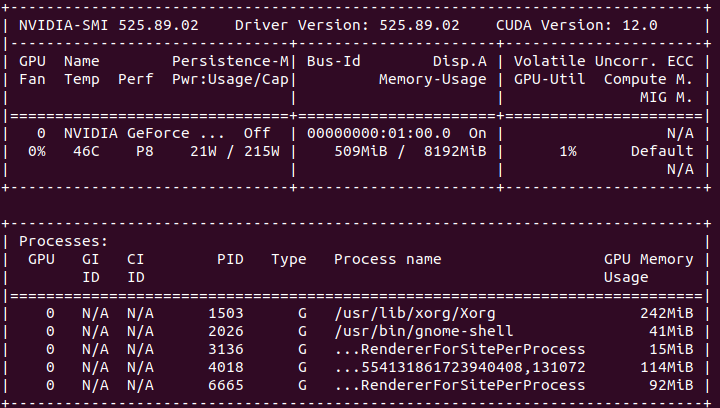 +-----------------------------------------------------------------------------+
| NVIDIA-SMI 525.89.02    Driver Version: 525.89.02    CUDA Version: 12.0     |
|-------------------------------+----------------------+----------------------+
| GPU  Name        Persistence-M| Bus-Id        Disp.A | Volatile Uncorr. ECC |
| Fan  Temp  Perf  Pwr:Usage/Cap|         Memory-Usage | GPU-Util  Compute M. |
|                               |                      |               MIG M. |
|===============================+======================+======================|
|   0  NVIDIA GeForce ...  Off  | 00000000:01:00.0  On |                  N/A |
|  0%   46C    P8    21W / 215W |    509MiB /  8192MiB |      1%      Default |
|                               |                      |                  N/A |
+-------------------------------+----------------------+----------------------+
+-----------------------------------------------------------------------------+
| Processes:                                                                  |
|  GPU   GI   CI        PID   Type   Process name                  GPU Memory |
|        ID   ID                                                   Usage      |
|=============================================================================|
|    0   N/A  N/A      1503      G   /usr/lib/xorg/Xorg                242MiB |
|    0   N/A  N/A      2026      G   /usr/bin/gnome-shell               41MiB |
|    0   N/A  N/A      3136      G   ...RendererForSitePerProcess       15MiB |
|    0   N/A  N/A      4018      G   ...554131861723940408,131072      114MiB |
|    0   N/A  N/A      6665      G   ...RendererForSitePerProcess       92MiB |
+-----------------------------------------------------------------------------+